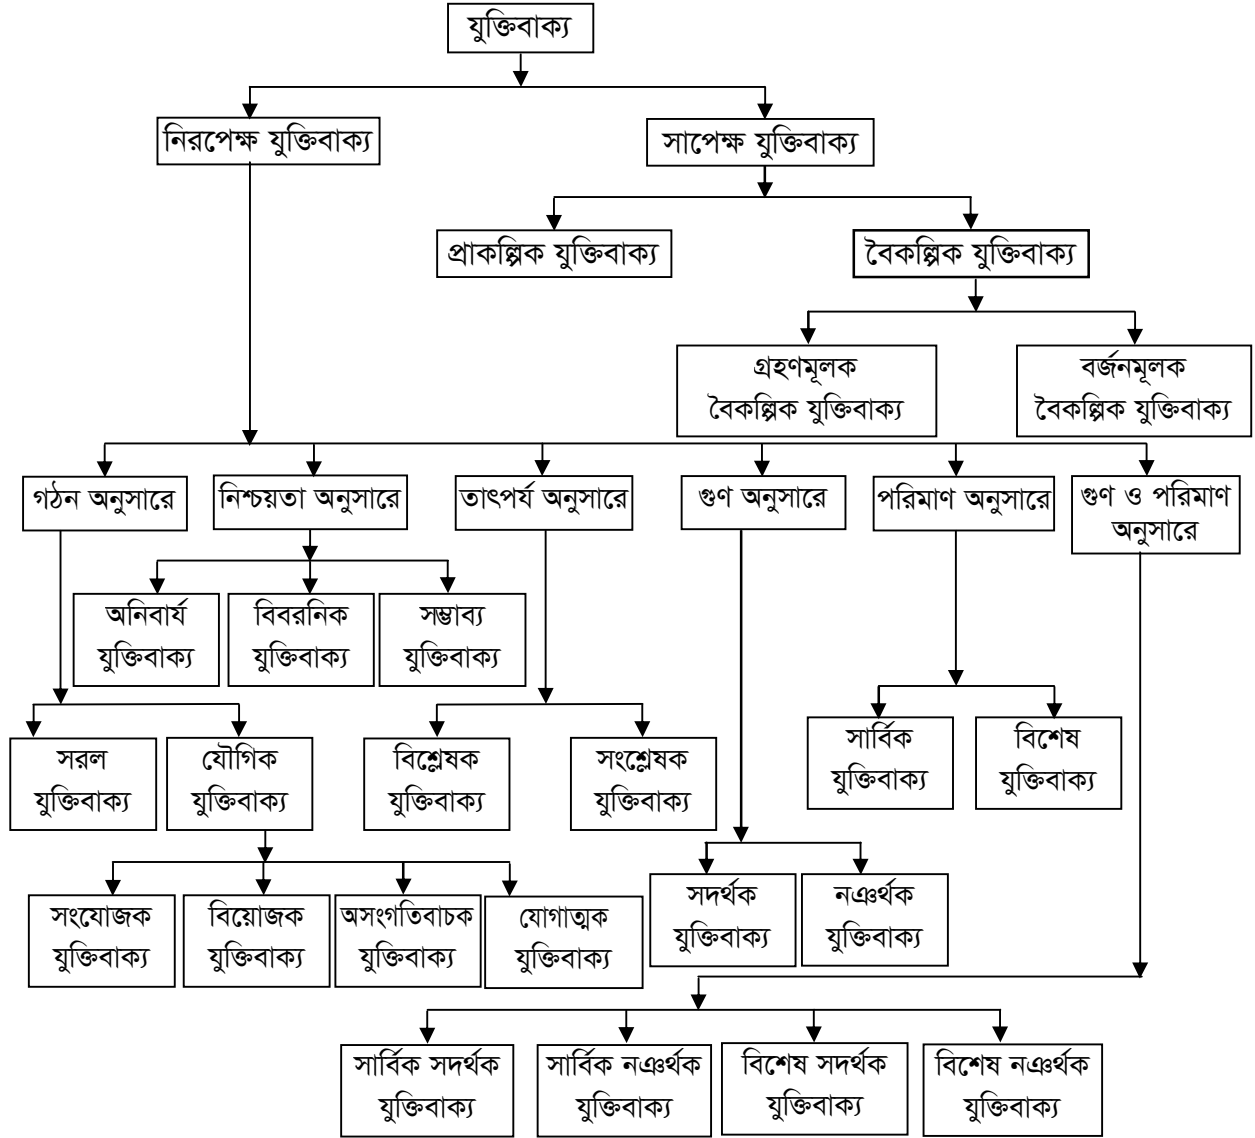 যুক্তিবাক্য
নিরপেক্ষ যুক্তিবাক্য
সাপেক্ষ যুক্তিবাক্য
প্রাকল্পিক যুক্তিবাক্য
বৈকল্পিক যুক্তিবাক্য
গ্রহণমূলক
বৈকল্পিক যুক্তিবাক্য
বর্জনমূলক
বৈকল্পিক যুক্তিবাক্য
গঠন অনুসারে
নিশ্চয়তা অনুসারে
তাৎপর্য অনুসারে
গুণ অনুসারে
পরিমাণ অনুসারে
গুণ ও পরিমাণ
অনুসারে
অনিবার্য
যুক্তিবাক্য
বিবরনিক
যুক্তিবাক্য
সম্ভাব্য
যুক্তিবাক্য
সরল
যুক্তিবাক্য
যৌগিক
যুক্তিবাক্য
বিশ্লেষক
যুক্তিবাক্য
সংশ্লেষক
যুক্তিবাক্য
সার্বিক
যুক্তিবাক্য
বিশেষ
যুক্তিবাক্য
সংযোজক
যুক্তিবাক্য
বিয়োজক
যুক্তিবাক্য
অসংগতিবাচক
যুক্তিবাক্য
যোগাত্মক
যুক্তিবাক্য
সদর্থক
যুক্তিবাক্য
নঞর্থক
যুক্তিবাক্য
সার্বিক সদর্থক
যুক্তিবাক্য
সার্বিক নঞর্থক
যুক্তিবাক্য
বিশেষ সদর্থক
যুক্তিবাক্য
বিশেষ নঞর্থক
যুক্তিবাক্য